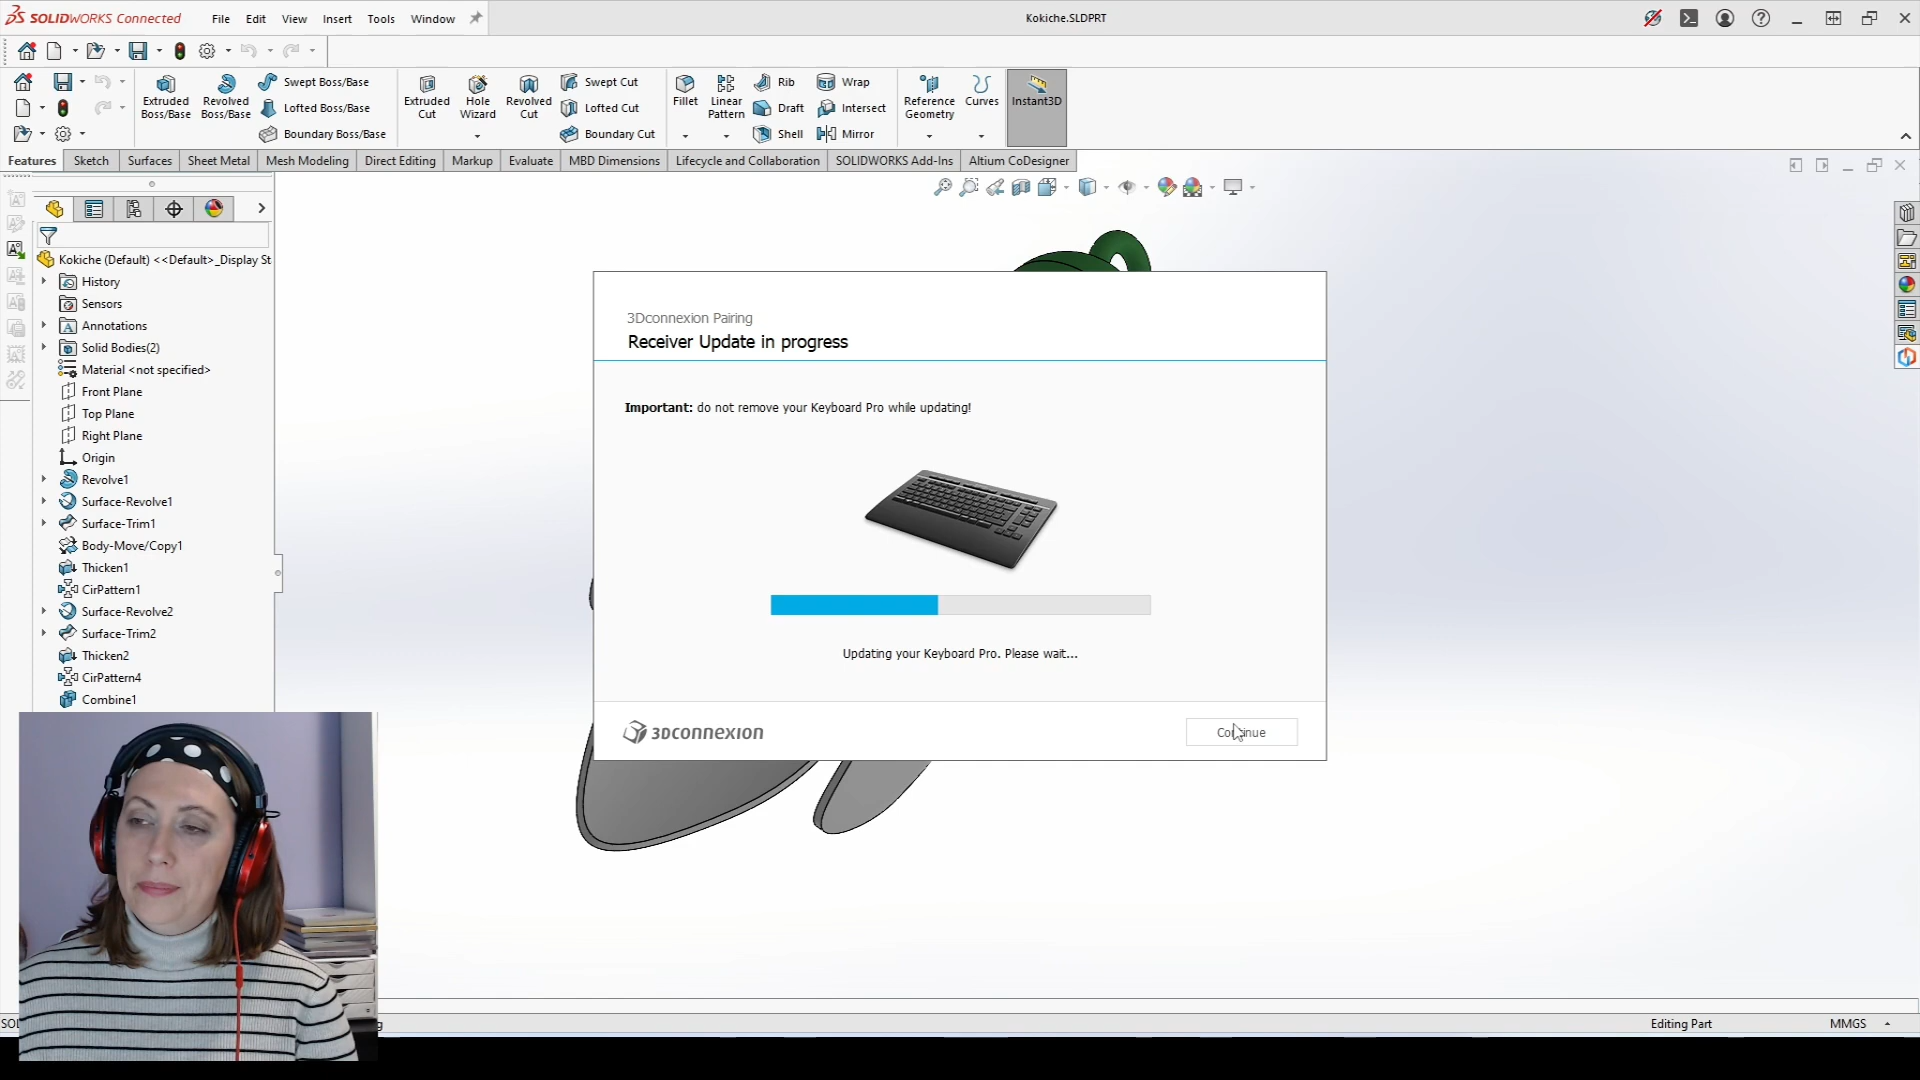 SOLIDWORKS Connected
File Edit View Insert Tools Window
Kokiche.SLDPRT
Extruded Boss/Base
Revolved Boss/Base
Swept Boss/Base
Lofted Boss/Base
Boundary Boss/Base
Extruded Cut
Hole Wizard
Revolved Cut
Swept Cut
Lofted Cut
Boundary Cut
Fillet
Linear Pattern
Rib
Draft
Shell
Wrap
Intersect
Mirror
Reference Geometry
Curves
Instant3D
Features Sketch Surfaces Sheet Metal Mesh Modeling Direct Editing Markup Evaluate MBD Dimensions Lifecycle and Collaboration SOLIDWORKS Add-Ins Altium CoDesigner
Kokiche (Default) <<Default>_Display St
History
Sensors
Annotations
Solid Bodies(2)
Material <not specified>
Front Plane
Top Plane
Right Plane
Origin
Revolve1
Surface-Revolve1
Surface-Trim1
Body-Move/Copy1
Thicken1
CirPattern1
Surface-Revolve2
Surface-Trim2
Thicken2
CirPattern4
Combine1
3Dconnexion Pairing
Receiver Update in progress
Important: do not remove your Keyboard Pro while updating!
Updating your Keyboard Pro. Please wait...
3Dconnexion
Continue
SOL
g
Editing Part
MMGS